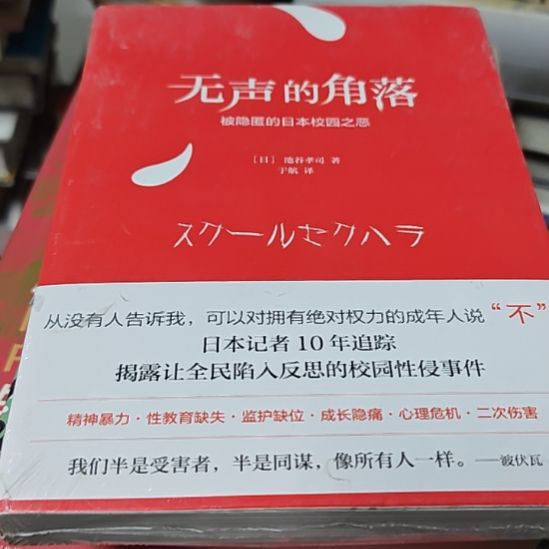 无声的角落
被隐匿的日本校园之恶
［日］池谷孝司 著
于航 译
スクールセクハラ
从没有人告诉我，可以对拥有绝对权力的成年人说“不”
日本记者10年追踪
揭露让全民陷入反思的校园性侵事件
精神暴力·性教育缺失·监护缺位·成长隐痛·心理危机·二次伤害
我们半是受害者，半是同谋，像所有人一样。——波伏瓦